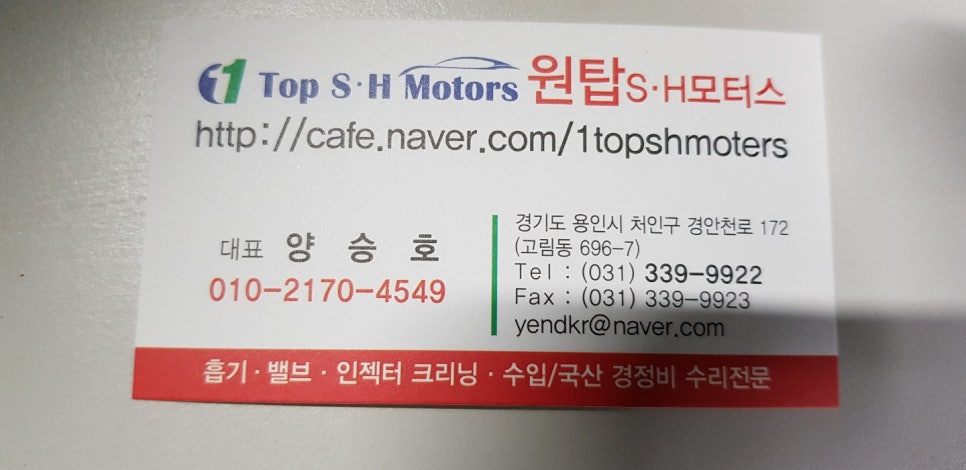 1 Top S·H Motors 원탑S·H모터스
http://cafe.naver.com/1topshmoters
대표 양 승 호
010-2170-4549
경기도 용인시 처인구 경안천로 172
(고림동 696-7)
Tel : (031) 339-9922
Fax : (031) 339-9923
yendkr@naver.com
흡기 · 밸브 · 인젝터 크리닝 · 수입/국산 경정비 수리전문